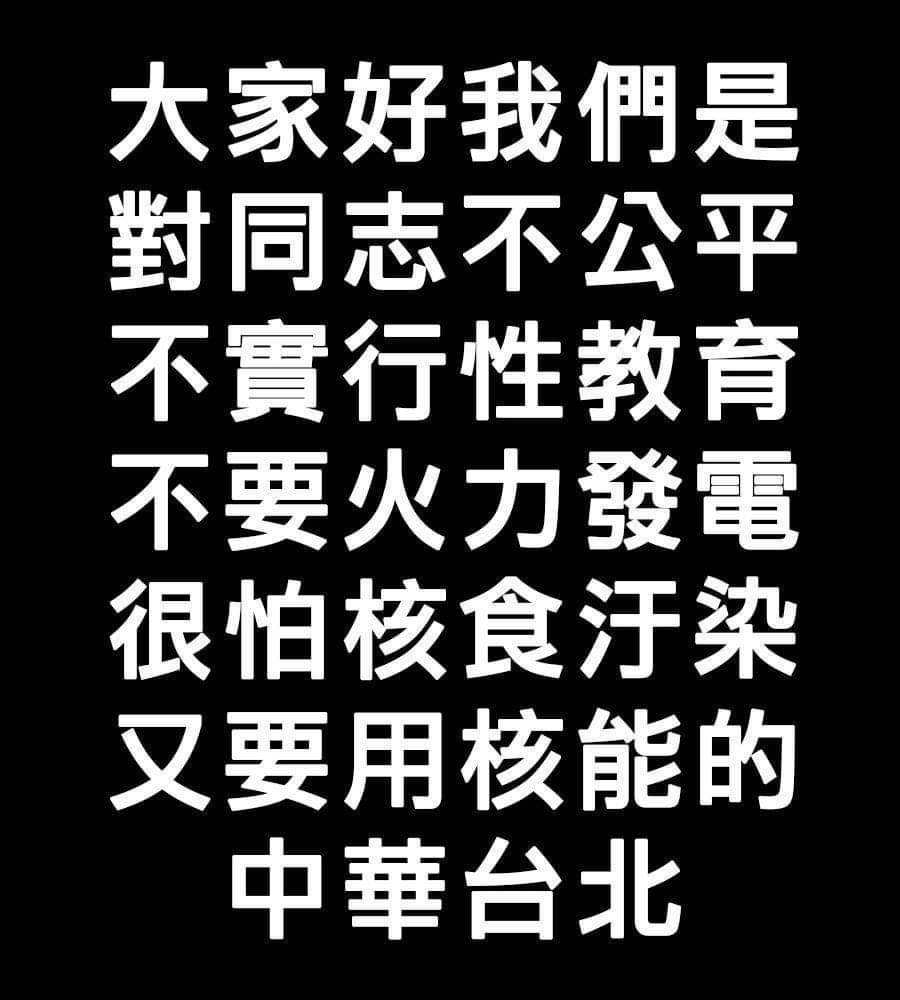 大家好我們是
對同志不公平
不實行性教育
不要火力發電
很怕核食汙染
又要用核能的
中華台北